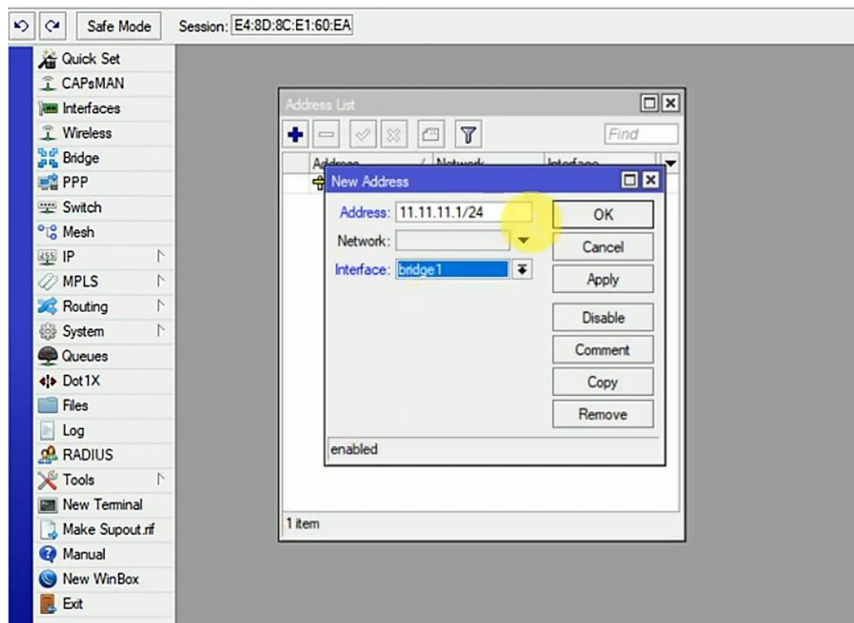 Safe Mode Session: E4:8D:8C:E1:60:EA
Quick Set
CAPsMAN
Interfaces
Wireless
Bridge
PPP
Switch
Mesh
IP
MPLS
Routing
System
Queues
Dot1X
Files
Log
RADIUS
Tools
New Terminal
Make Supout.rif
Manual
New WinBox
Exit
Address List
Find
Address Network Interface
New Address
Address: 11.11.11.1/24
Network:
Interface: bridge1
OK
Cancel
Apply
Disable
Comment
Copy
Remove
enabled
1 item